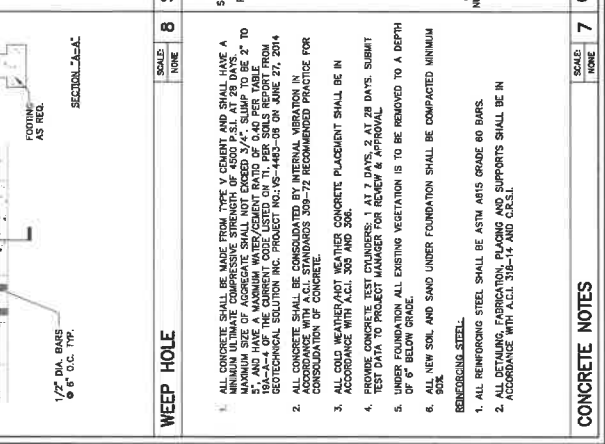 FOOTING
AS REQ.
SECTION "A-A"
1/2" DIA. BARS
@ 6" O.C. TYP.
WEEP HOLE
SCALE:
NONE
8
1. ALL CONCRETE SHALL BE MADE FROM TYPE V CEMENT AND SHALL HAVE A
MINIMUM ULTIMATE COMPRESSIVE STRENGTH OF 4500 P.S.I. AT 28 DAYS.
MAXIMUM SIZE OF AGGREGATE SHALL NOT EXCEED 3/4". SLUMP TO BE 2" TO
5". AND HAVE A MAXIMUM WATER/CEMENT RATIO OF 0.40 PER TABLE
19A-A-4 OF THE CURRENT CODE LISTED ON T1. PER SOILS REPORT FROM
GEOTECHNICAL SOLUTION INC. PROJECT NO.: VS-4463-06 ON JUNE 27, 2014
2. ALL CONCRETE SHALL BE CONSOLIDATED BY INTERNAL VIBRATION IN
ACCORDANCE WITH A.C.I. STANDARDS 309-72 RECOMMENDED PRACTICE FOR
CONSOLIDATION OF CONCRETE.
3. ALL COLD WEATHER/HOT WEATHER CONCRETE PLACEMENT SHALL BE IN
ACCORDANCE WITH A.C.I. 305 AND 306.
4. PROVIDE CONCRETE TEST CYLINDERS: 1 AT 7 DAYS, 2 AT 28 DAYS. SUBMIT
TEST DATA TO PROJECT MANAGER FOR REVIEW & APPROVAL
5. UNDER FOUNDATION ALL EXISTING VEGETATION IS TO BE REMOVED TO A DEPTH
OF 6" BELOW GRADE.
6. ALL NEW SOIL AND SAND UNDER FOUNDATION SHALL BE COMPACTED MINIMUM
90%
REINFORCING STEEL:
1. ALL REINFORCING STEEL SHALL BE ASTM A615 GRADE 60 BARS.
2. ALL DETAILING, FABRICATION, PLACING AND SUPPORTS SHALL BE IN
ACCORDANCE WITH A.C.I. 318-14 AND C.R.S.I.
CONCRETE NOTES
SCALE:
NONE
7